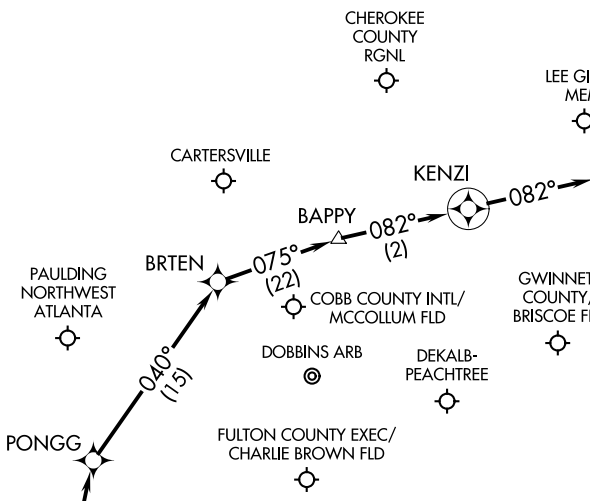 CHEROKEE
COUNTY
RGNL
LEE GI
MEM
CARTERSVILLE
KENZI
082°
BAPPY
082°
(2)
BRTEN
075°
(22)
PAULDING
NORTHWEST
ATLANTA
COBB COUNTY INTL/
MCCOLLUM FLD
GWINNET
COUNTY/
BRISCOE F
DOBBINS ARB
DEKALB-
PEACHTREE
040°
(15)
PONGG
FULTON COUNTY EXEC/
CHARLIE BROWN FLD